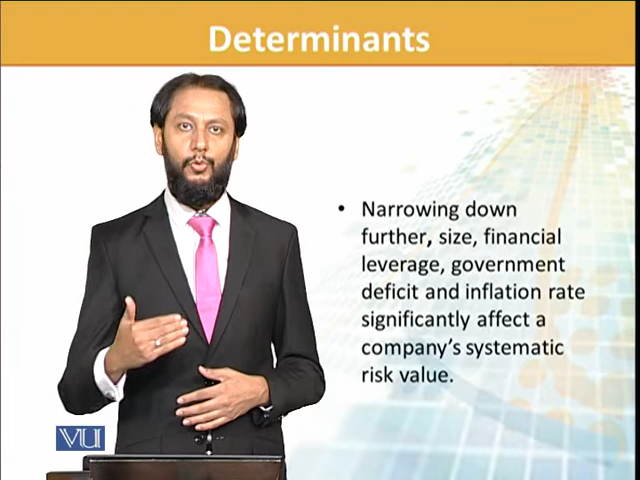 Determinants
• Narrowing down
further, size, financial
leverage, government
deficit and inflation rate
significantly affect a
company's systematic
risk value.
VU